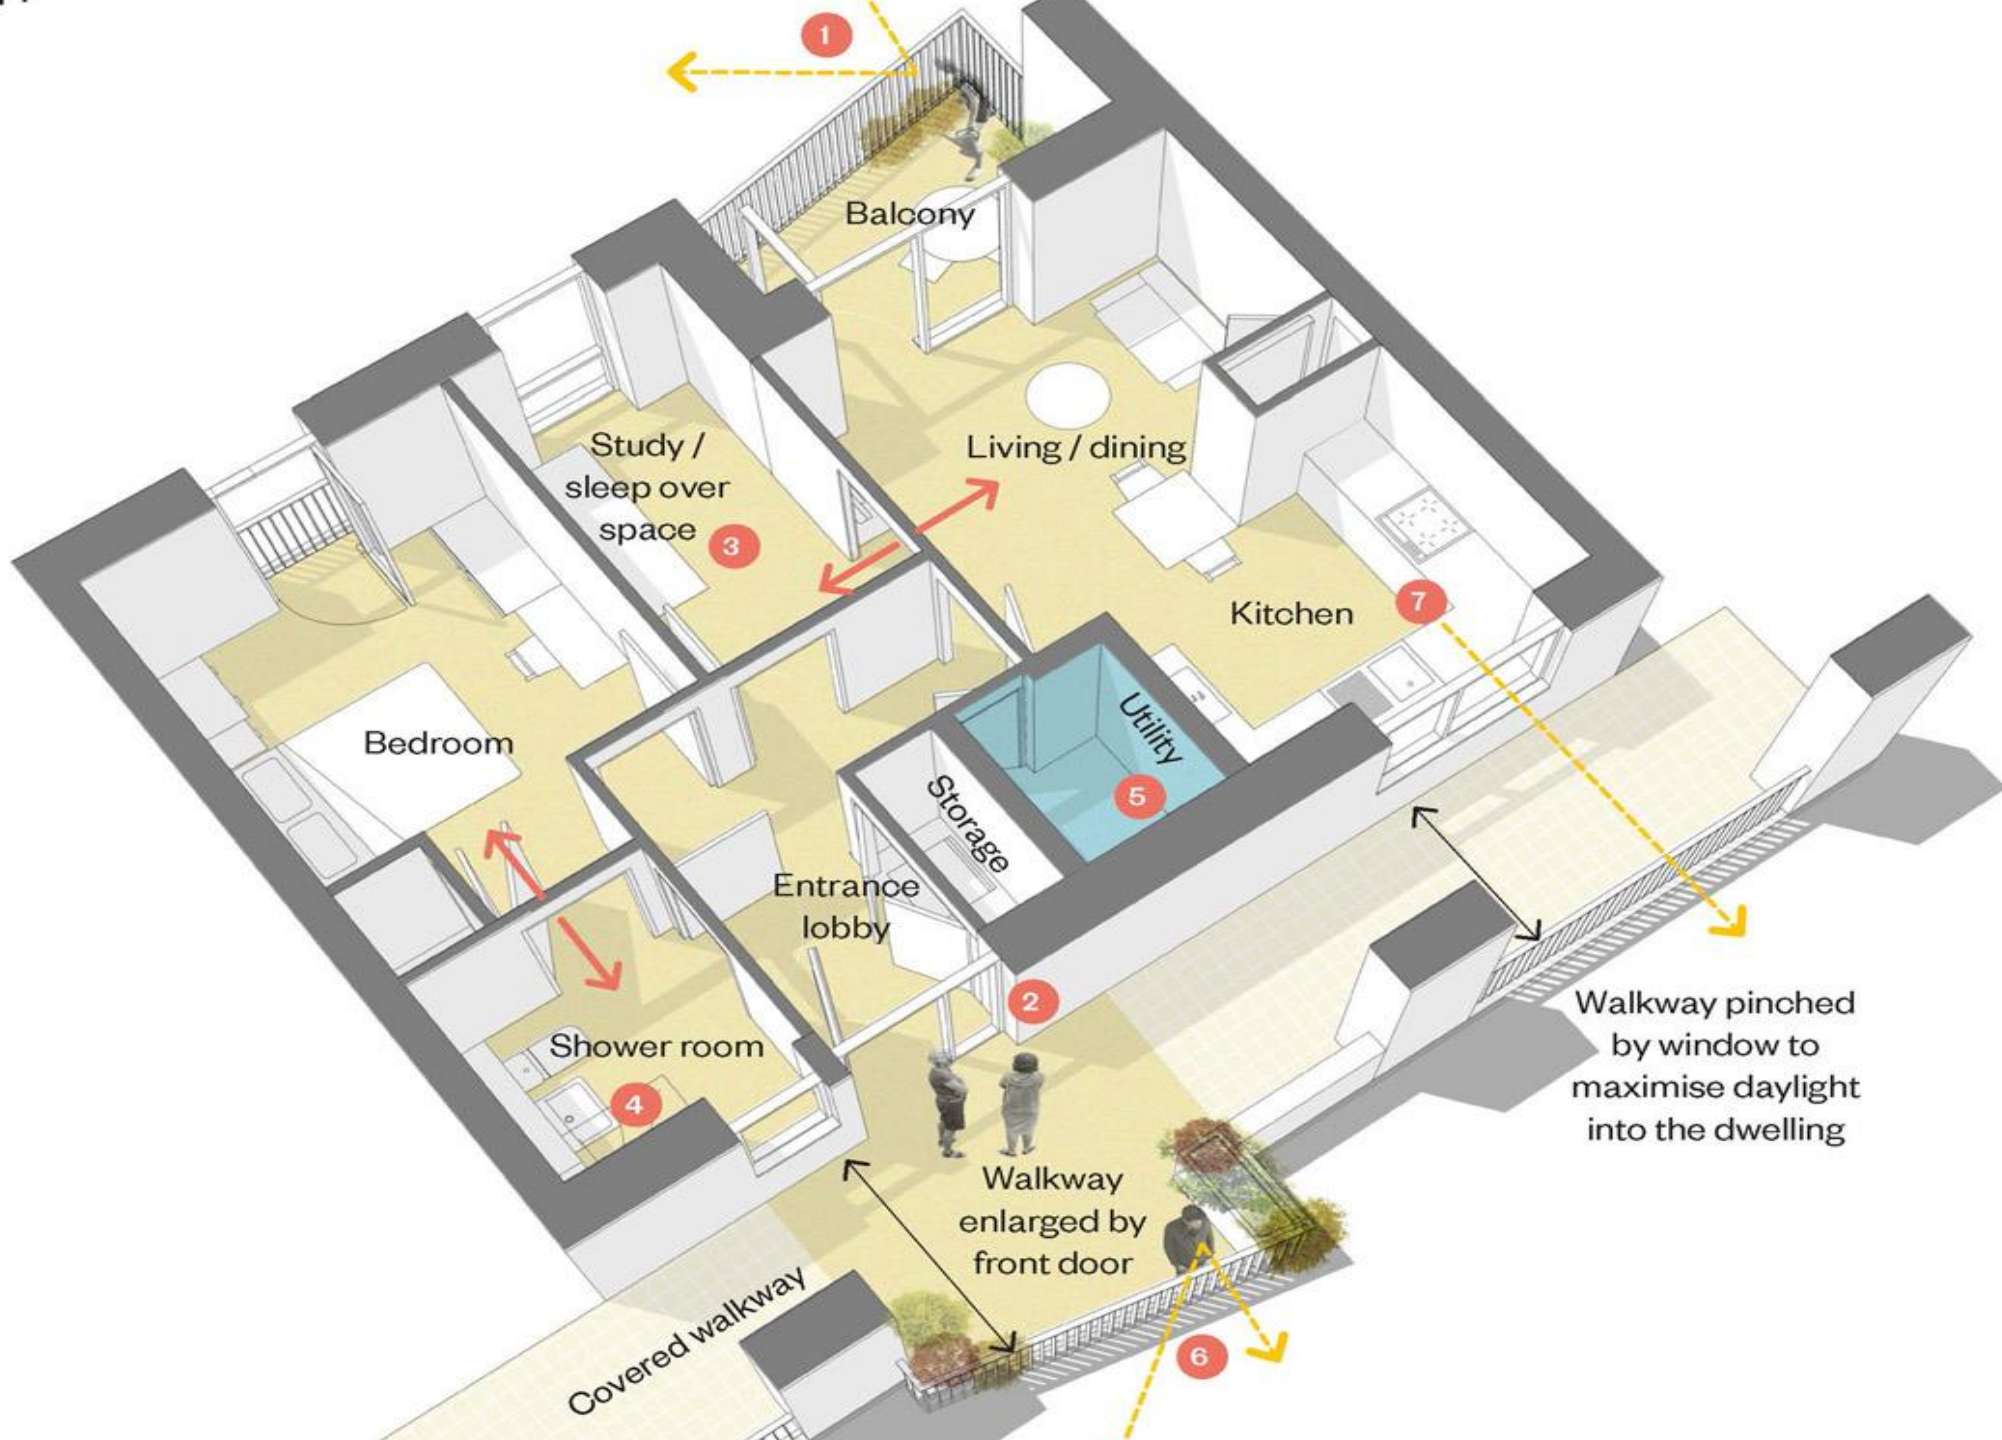 1
Balcony
Study /
sleep over
space
3
Living / dining
Kitchen
7
Bedroom
Utility
5
Storage
Entrance
lobby
2
Shower room
4
Walkway pinched
by window to
maximise daylight
into the dwelling
Walkway
enlarged by
front door
Covered walkway
6